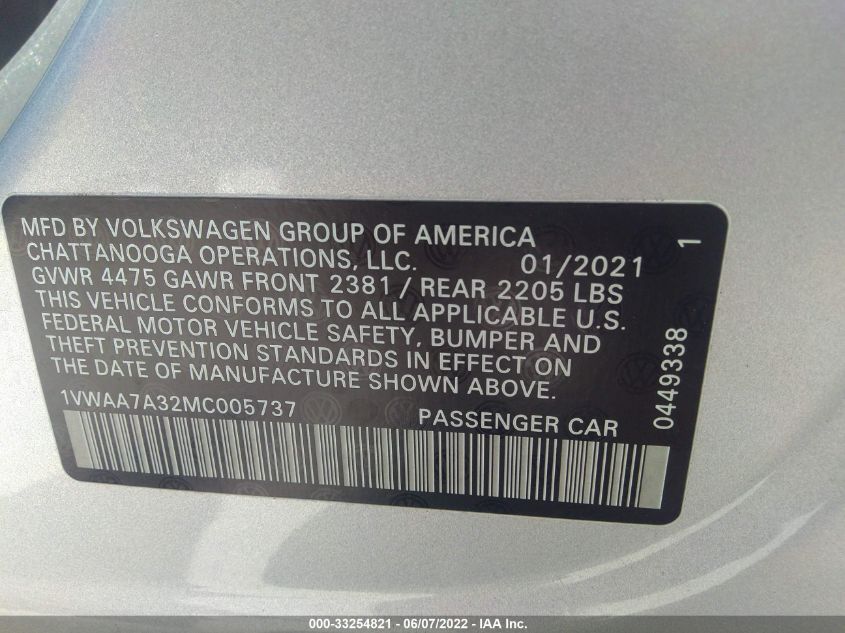 MFD BY VOLKSWAGEN GROUP OF AMERICA
CHATTANOOGA OPERATIONS, LLC. 01/2021
GVWR 4475 GAWR FRONT 2381 / REAR 2205 LBS
THIS VEHICLE CONFORMS TO ALL APPLICABLE U.S.
FEDERAL MOTOR VEHICLE SAFETY, BUMPER AND
THEFT PREVENTION STANDARDS IN EFFECT ON
THE DATE OF MANUFACTURE SHOWN ABOVE.
1VWAA7A32MC005737 PASSENGER CAR
0449338 1
000-33254821 - 06/07/2022 - IAA Inc.